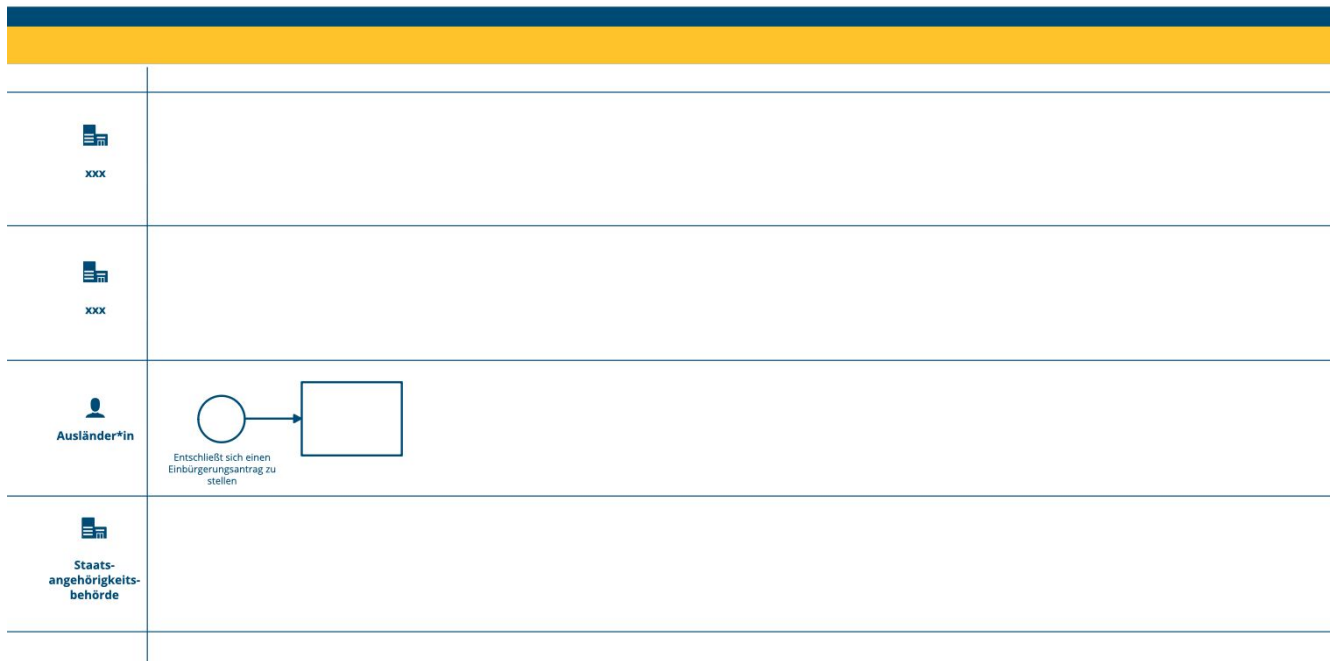 xxx
xxx
Ausländer*in
Entschließt sich einen
Einbürgerungsantrag zu
stellen
Staats-
angehörigkeits-
behörde